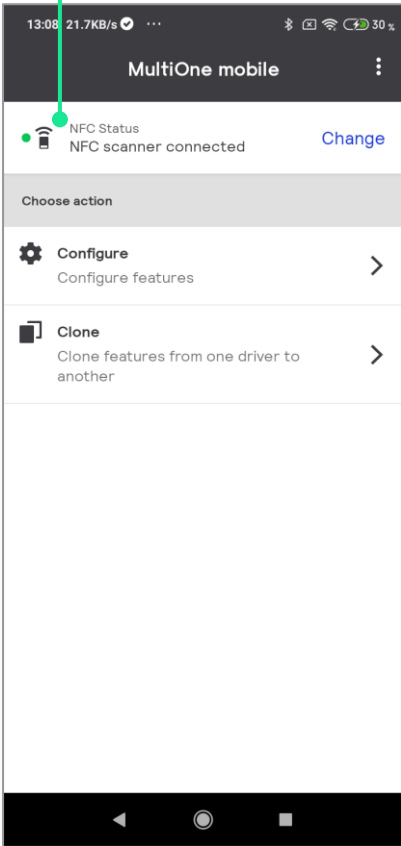 13:08 21.7KB/s ... 30 %
MultiOne mobile
NFC Status
NFC scanner connected
Change
Choose action
Configure
Configure features
Clone
Clone features from one driver to
another